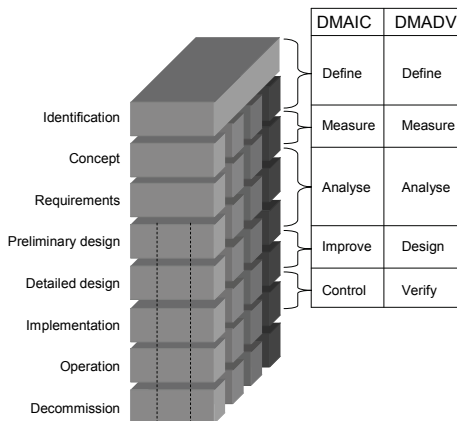 DMAIC DMADV
Define Define
Identification
Measure Measure
Concept
Analyse Analyse
Requirements
Preliminary design
Improve Design
Detailed design
Control Verify
Implementation
Operation
Decommission